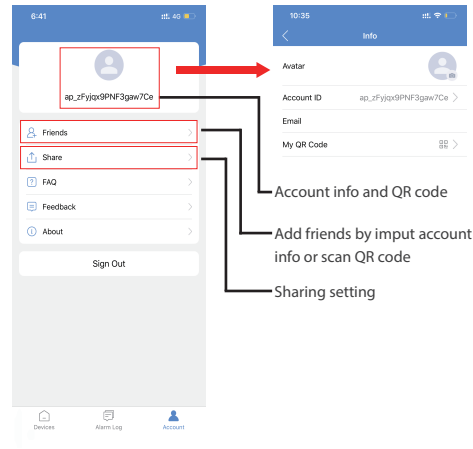 6:41
4G
ap_zFyjqx9PNF3gaw7Ce
Friends
Share
FAQ
Feedback
About
Sign Out
Devices
Alarm Log
Account
10:35
Info
Avatar
Account ID ap_zFyjqx9PNF3gaw7Ce
Email
My QR Code
Account info and QR code
Add friends by imput account
info or scan QR code
Sharing setting